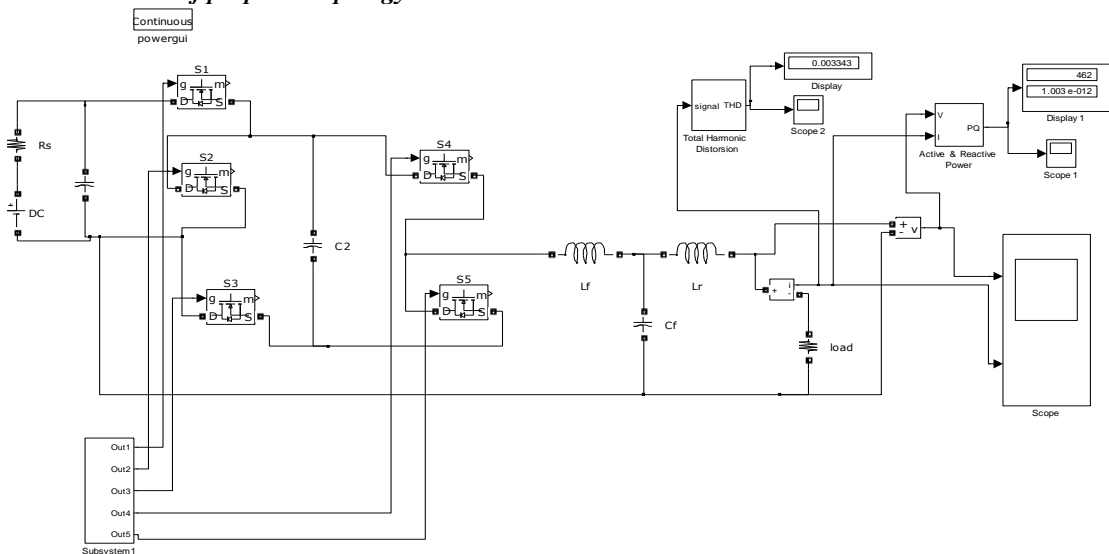 Continuous
powergui
S1
g
m
D
S
Rs
DC
S2
g
m
D
S
C2
S3
g
m
D
S
S4
g
m
D
S
S5
g
m
D
S
Lf
Lr
Cf
load
signal THD
Total Harmonic
Distorsion
0.003343
Display
Scope 2
V
I
PQ
Active & Reactive
Power
462
1.003e-012
Display 1
Scope 1
+
-
v
+
-
i
Scope
Out1
Out2
Out3
Out4
Out5
Subsystem1